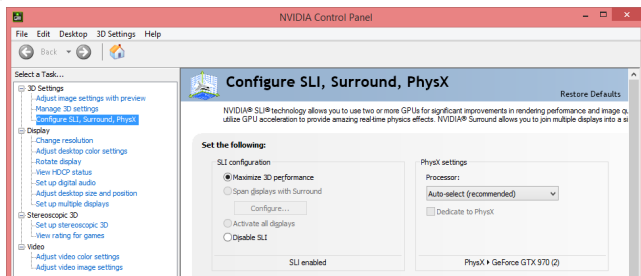 NVIDIA Control Panel
File Edit Desktop 3D Settings Help
Back
Select a Task...
3D Settings
Adjust image settings with preview
Manage 3D settings
Configure SLI, Surround, PhysX
Display
Change resolution
Adjust desktop color settings
Rotate display
View HDCP status
Set up digital audio
Adjust desktop size and position
Set up multiple displays
Stereoscopic 3D
Set up stereoscopic 3D
View rating for games
Video
Adjust video color settings
Adjust video image settings
Configure SLI, Surround, PhysX
Restore Defaults
NVIDIA® SLI® technology allows you to use two or more GPUs for significant improvements in rendering performance and image qu
utilize GPU acceleration to provide amazing real-time physics effects. NVIDIA® Surround allows you to join multiple displays into a si
Set the following:
SLI configuration
Maximize 3D performance
Span displays with Surround
Configure...
Activate all displays
Disable SLI
SLI enabled
PhysX settings
Processor:
Auto-select (recommended)
Dedicate to PhysX
PhysX ▸ GeForce GTX 970 (2)